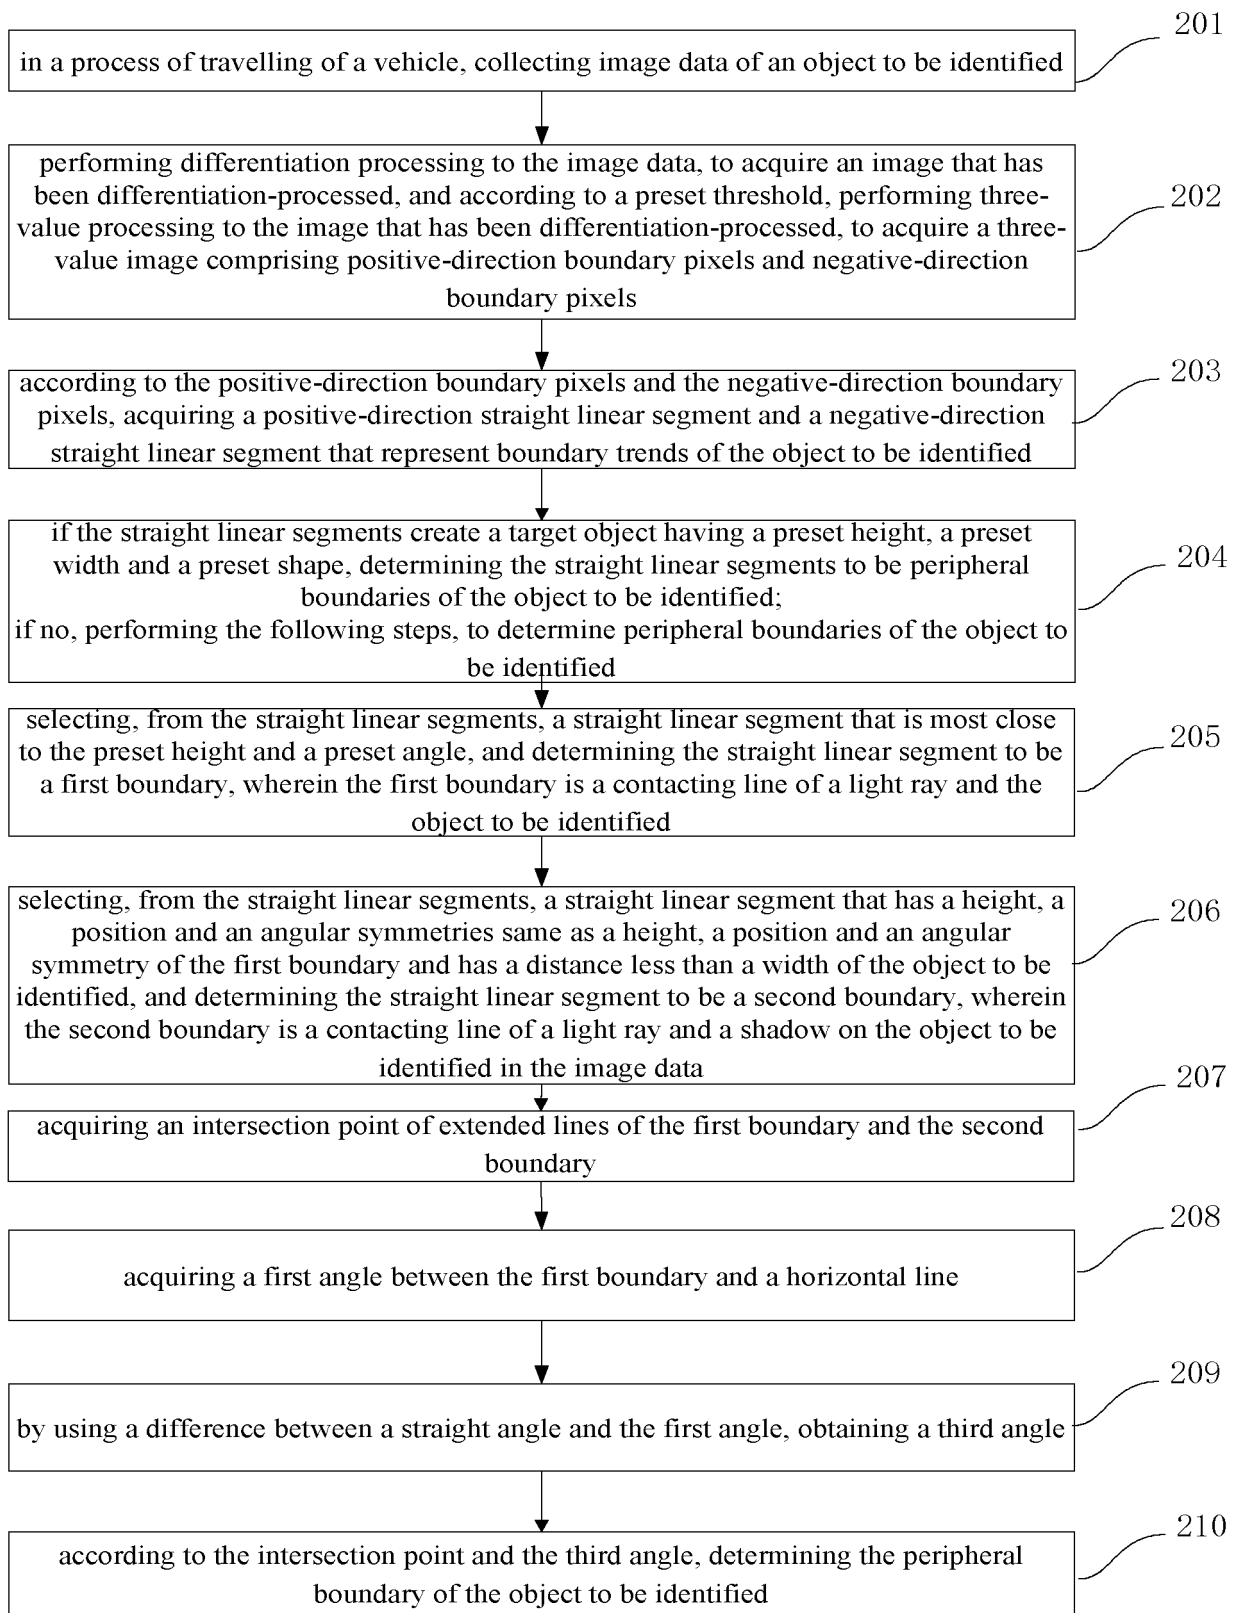 201
in a process of travelling of a vehicle, collecting image data of an object to be identified
performing differentiation processing to the image data, to acquire an image that has
been differentiation-processed, and according to a preset threshold, performing three-
value processing to the image that has been differentiation-processed, to acquire a three-
value image comprising positive-direction boundary pixels and negative-direction
boundary pixels
202
according to the positive-direction boundary pixels and the negative-direction boundary
pixels, acquiring a positive-direction straight linear segment and a negative-direction
straight linear segment that represent boundary trends of the object to be identified
203
if the straight linear segments create a target object having a preset height, a preset
width and a preset shape, determining the straight linear segments to be peripheral
boundaries of the object to be identified;
if no, performing the following steps, to determine peripheral boundaries of the object to
be identified
204
selecting, from the straight linear segments, a straight linear segment that is most close
to the preset height and a preset angle, and determining the straight linear segment to be
a first boundary, wherein the first boundary is a contacting line of a light ray and the
object to be identified
205
selecting, from the straight linear segments, a straight linear segment that has a height, a
position and an angular symmetries same as a height, a position and an angular
symmetry of the first boundary and has a distance less than a width of the object to be
identified, and determining the straight linear segment to be a second boundary, wherein
the second boundary is a contacting line of a light ray and a shadow on the object to be
identified in the image data
206
acquiring an intersection point of extended lines of the first boundary and the second
boundary
207
acquiring a first angle between the first boundary and a horizontal line
208
by using a difference between a straight angle and the first angle, obtaining a third angle
209
according to the intersection point and the third angle, determining the peripheral
boundary of the object to be identified
210